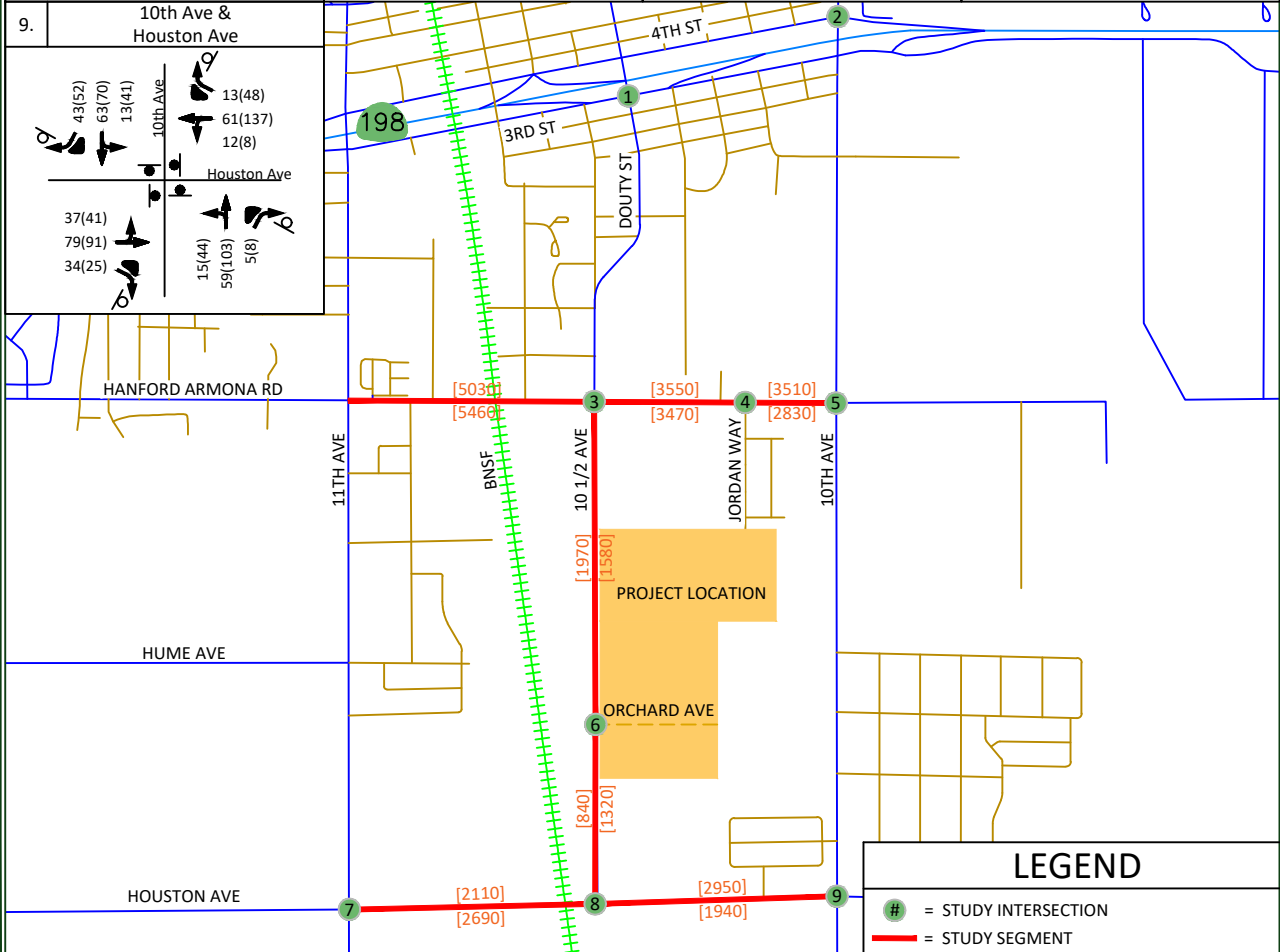 9.
10th Ave &
Houston Ave
43(52)
63(70)
13(41)
10th Ave
13(48)
61(137)
12(8)
Houston Ave
37(41)
79(91)
34(25)
15(44)
59(103)
5(8)
2
4TH ST
1
198
3RD ST
DOUTY ST
HANFORD ARMONA RD
[5030]
[5460]
3
[3550]
[3470]
4
[3510]
[2830]
5
11TH AVE
BNSF
10 1/2 AVE
JORDAN WAY
10TH AVE
[1970]
[1580]
PROJECT LOCATION
HUME AVE
ORCHARD AVE
6
[840]
[1320]
HOUSTON AVE
7
[2110]
[2690]
8
[2950]
[1940]
9
LEGEND
# = STUDY INTERSECTION
= STUDY SEGMENT